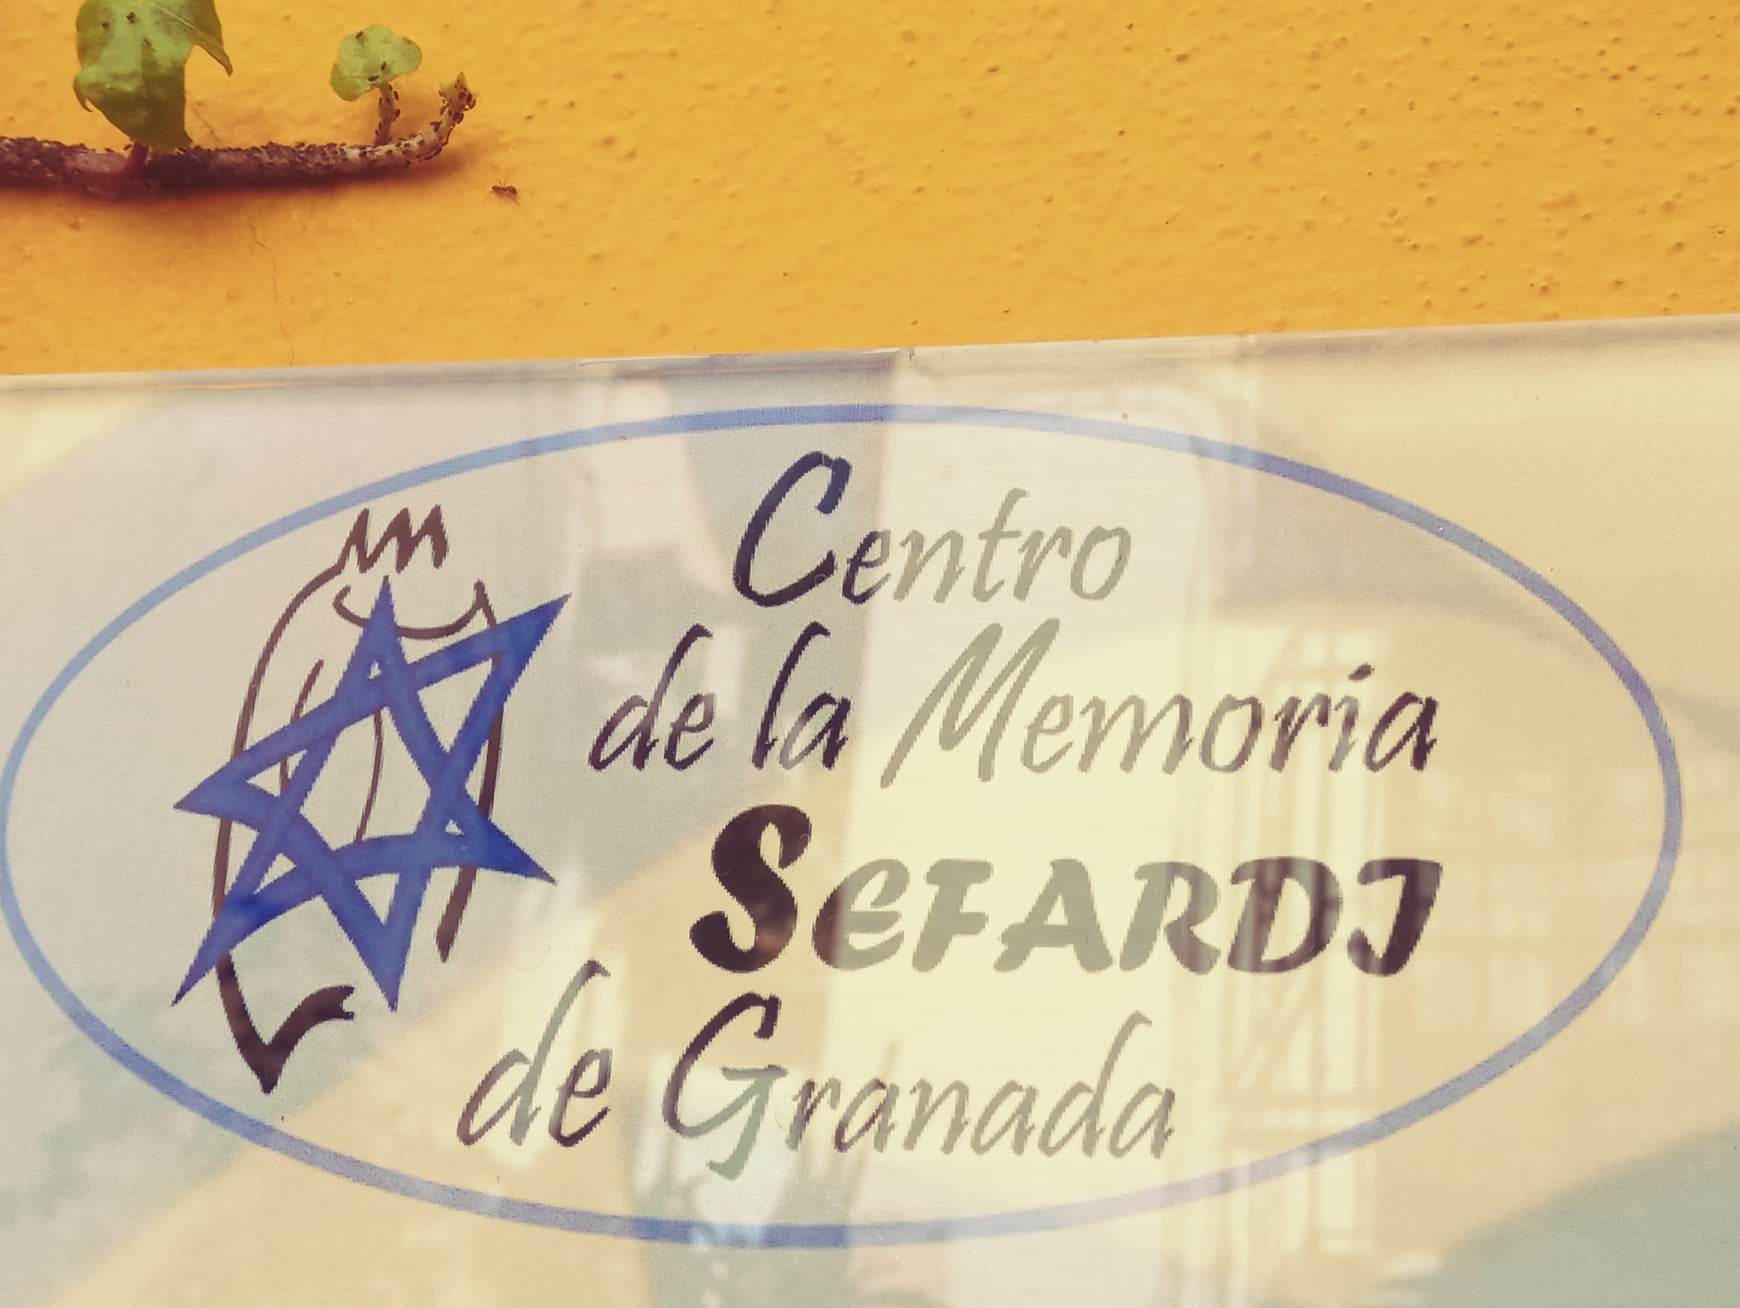 Centro
de la Memoria
SEFARDI
de Granada